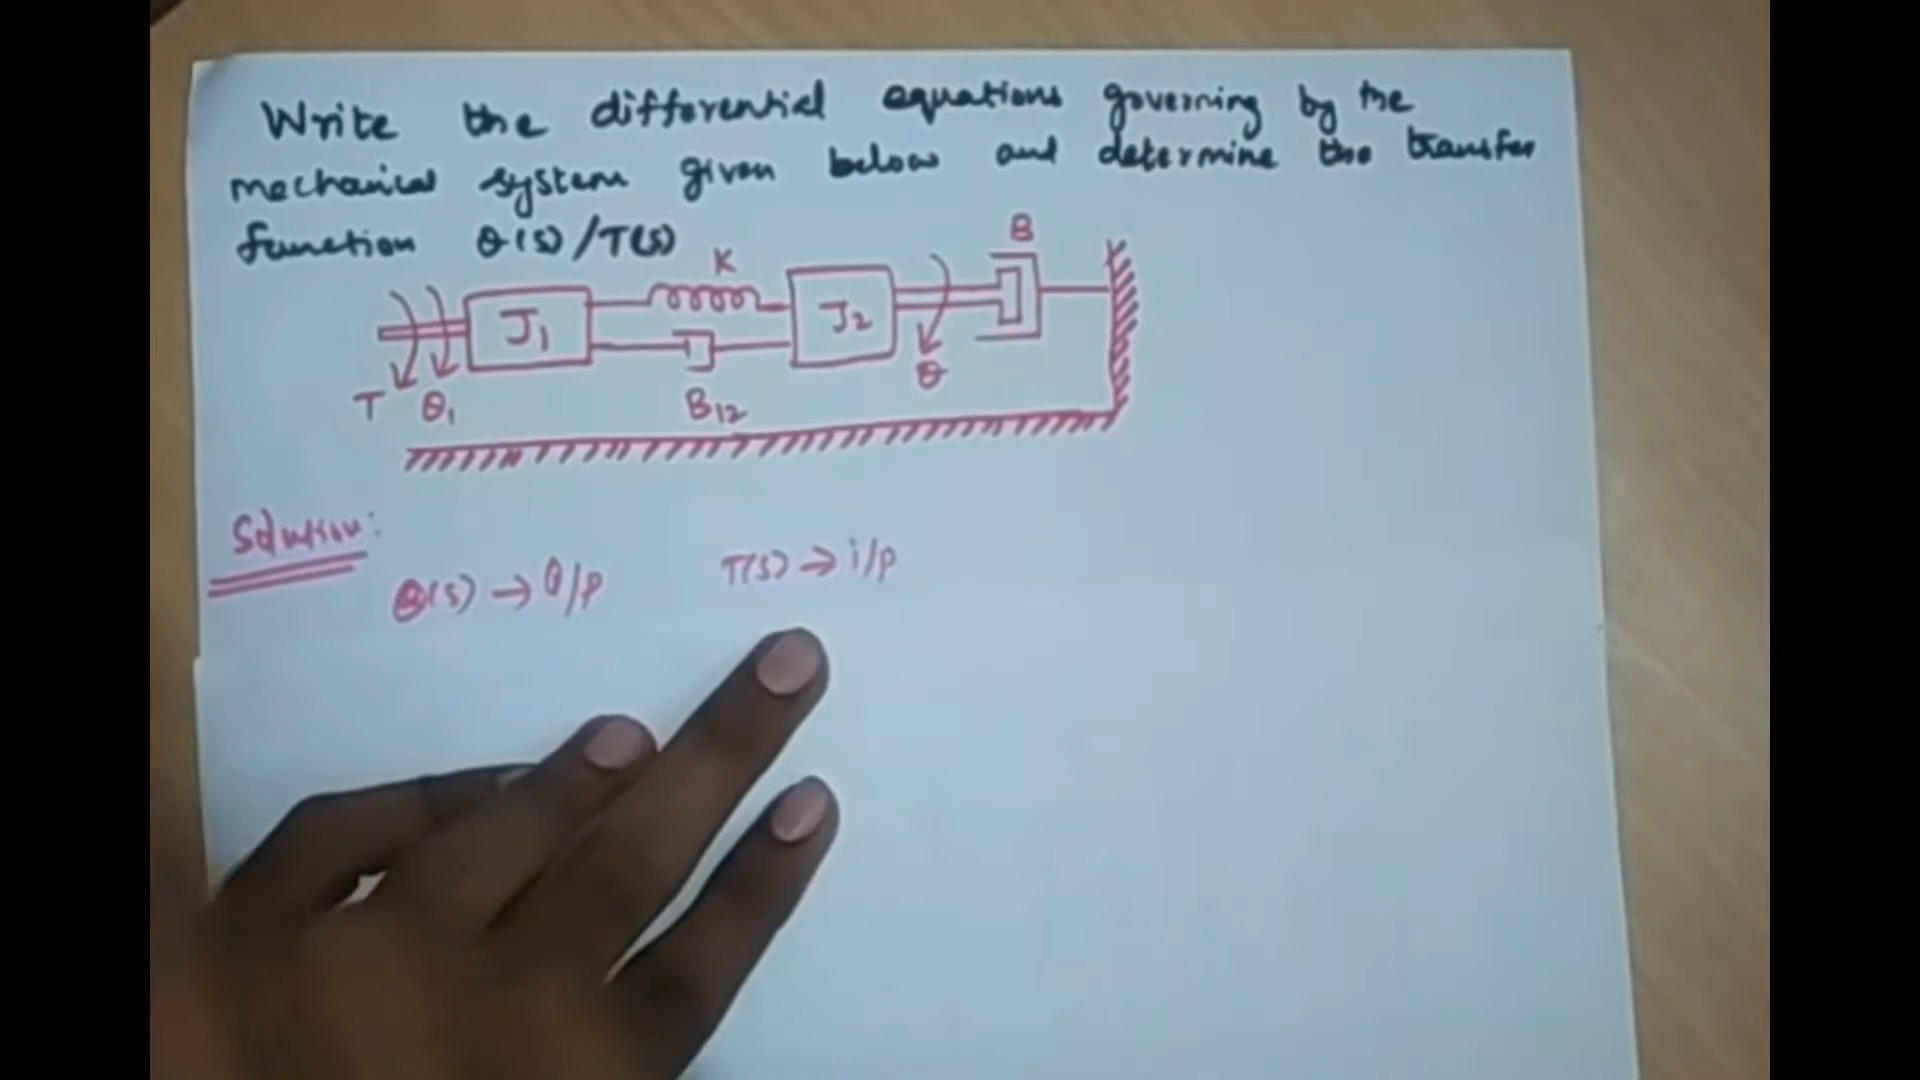 Write the differential equations governing by the
mechanical system given below and determine the transfer
function θ(s)/T(s)
B
K
J1
J2
T
θ1
B12
θ
Solution:
θ(s) → O/p T(s) → i/p